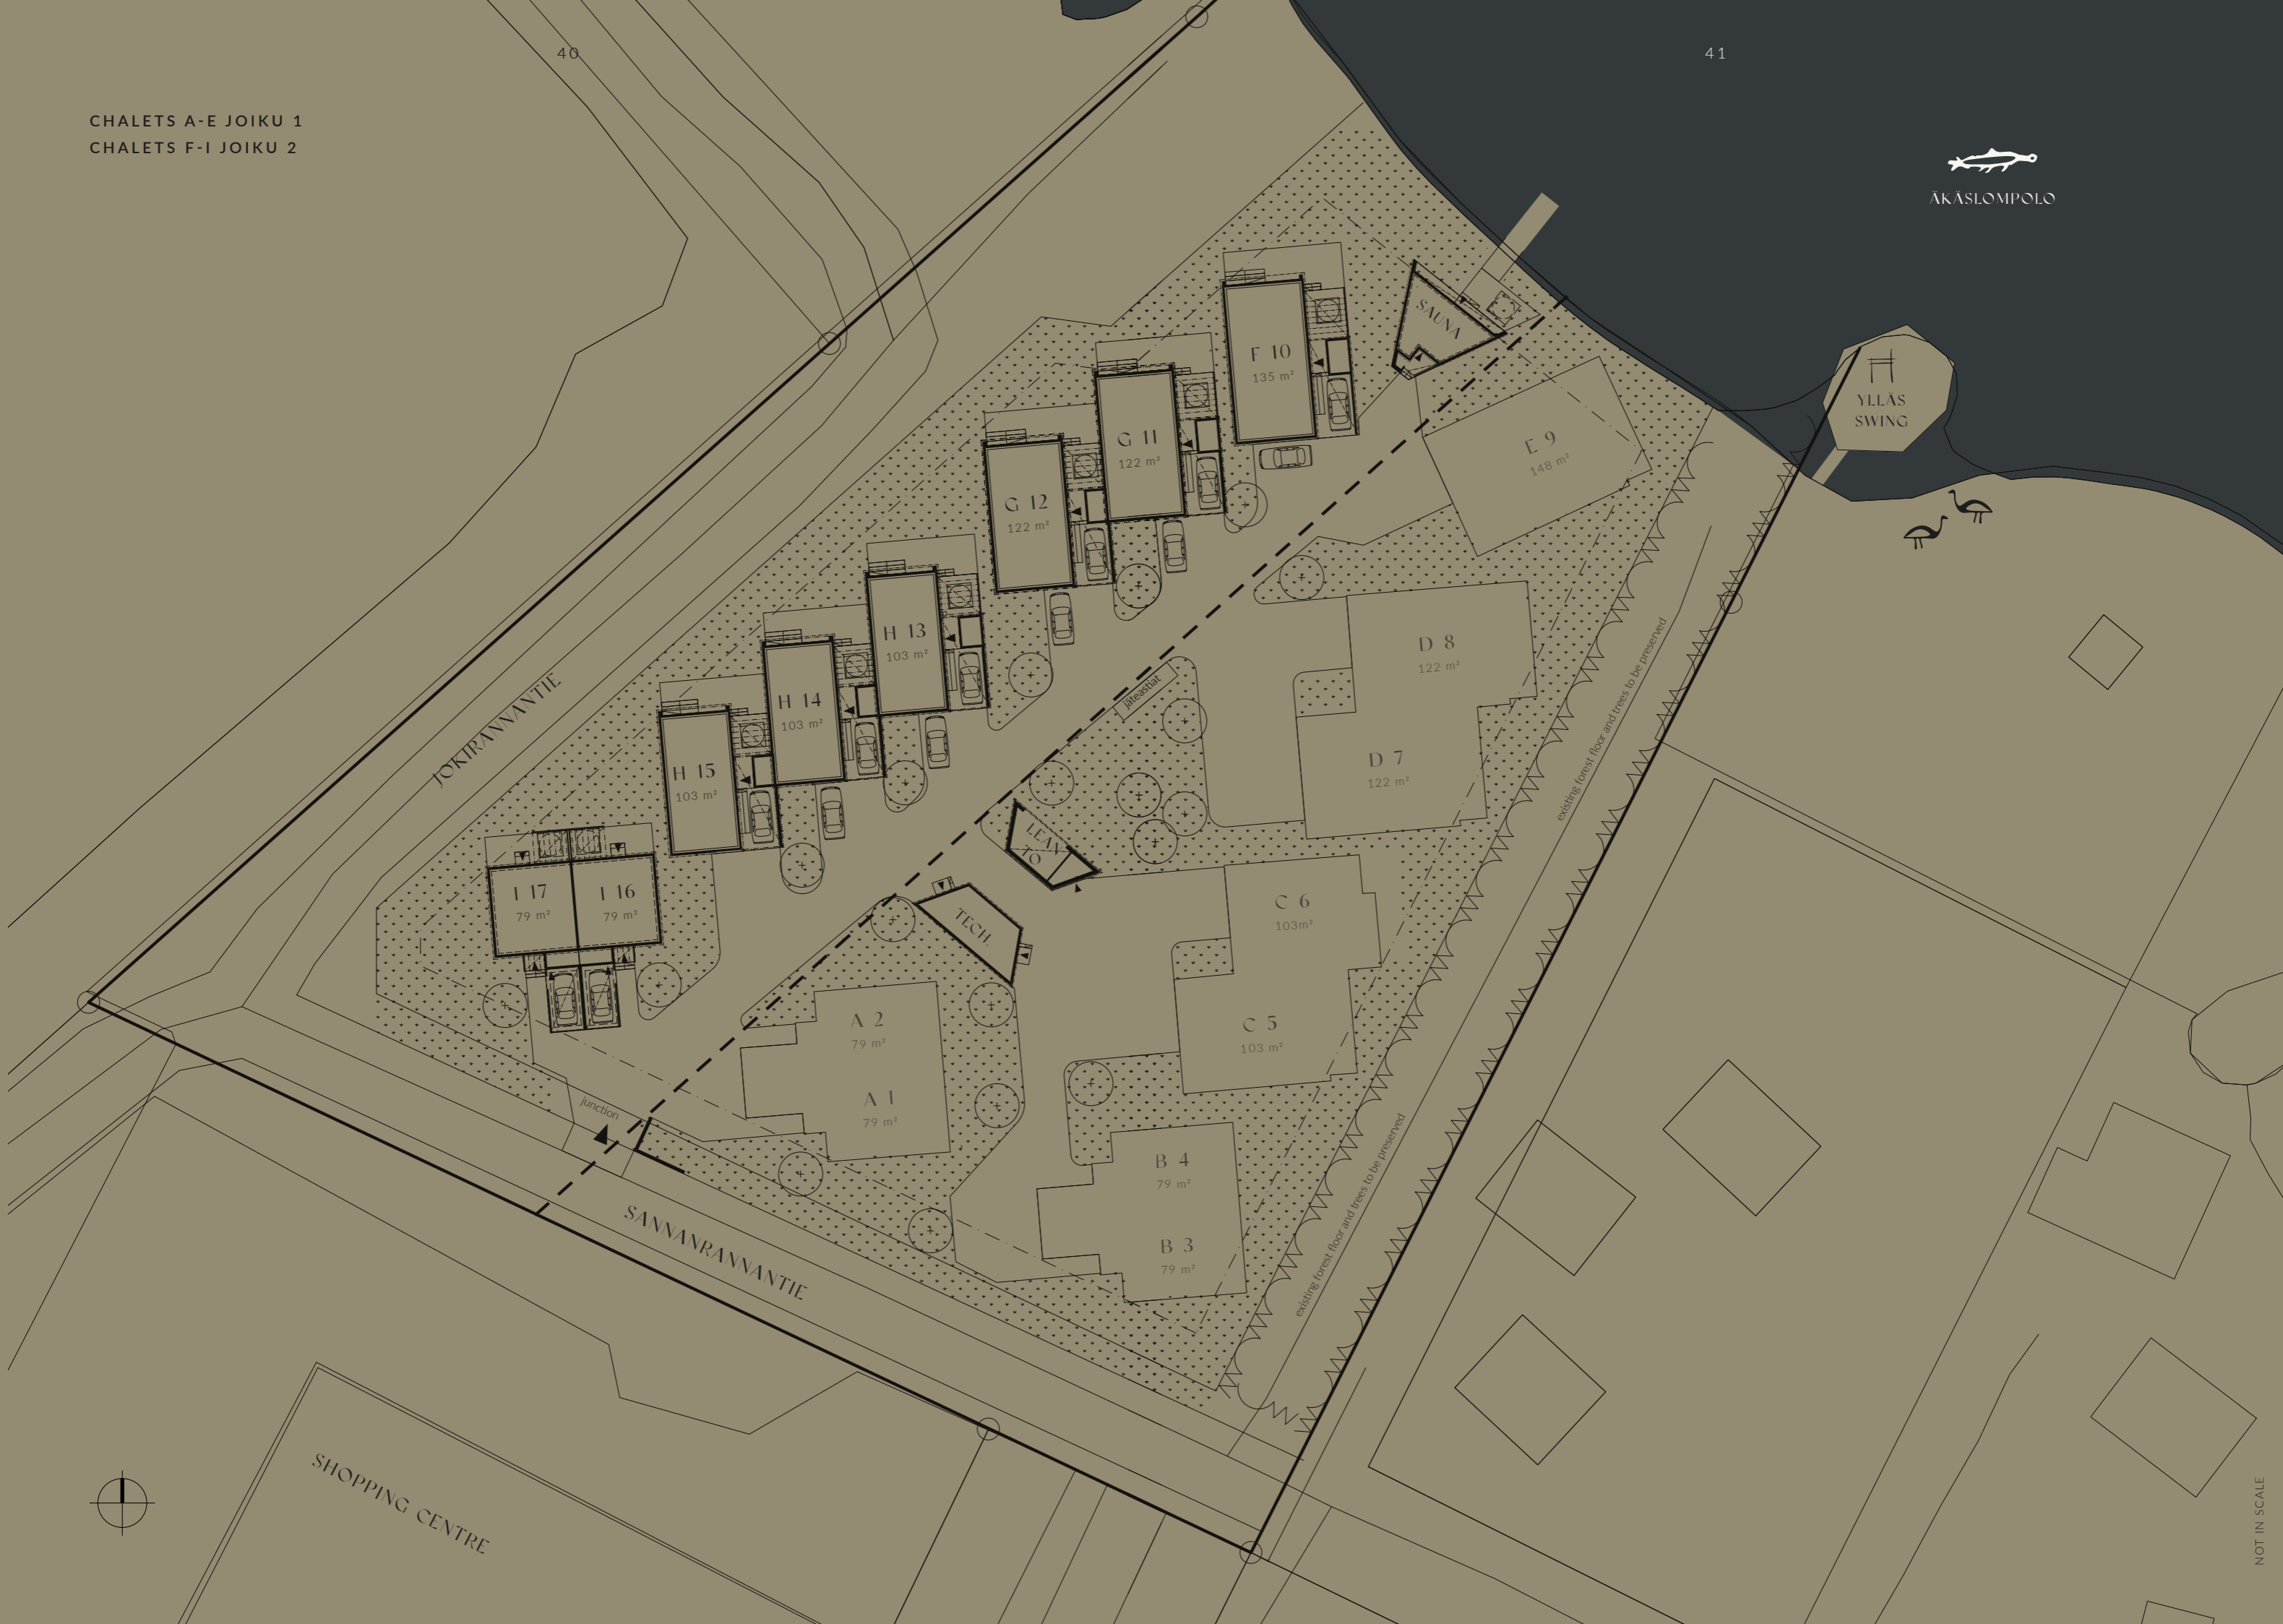 40
41
CHALETS A-E JOIKU 1
CHALETS F-I JOIKU 2
ÄKÄSLOMPOLO
SAUNA
F 10
135 m²
YLLÄS
SWING
G 11
122 m²
E 9
148 m²
G 12
122 m²
H 13
103 m²
D 8
122 m²
existing forest floor and trees to be preserved
jäteastiat
H 14
103 m²
JOKIRANNANTIE
H 15
103 m²
D 7
122 m²
LEAN
TO
I 17
79 m²
I 16
79 m²
C 6
103m²
TECH.
A 2
79 m²
C 5
103 m²
A 1
79 m²
junction
existing forest floor and trees to be preserved
B 4
79 m²
SANNANRANNANTIE
B 3
79 m²
SHOPPING CENTRE
NOT IN SCALE